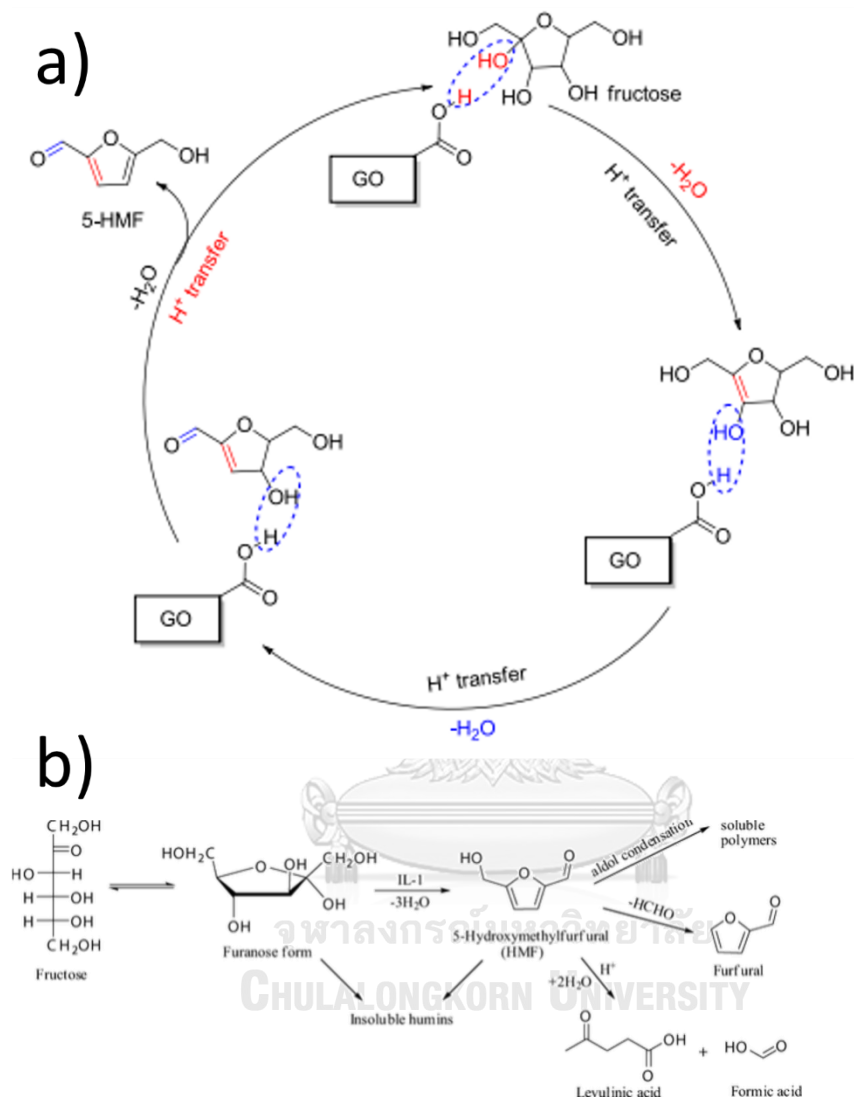 a)
HO
O
OH
HO
HO
OH
fructose
H
O
O
GO
-H₂O
H⁺ transfer
O
O
OH
5-HMF
-H₂O
H⁺ transfer
O
HO
OH
HO
OH
H
O
O
GO
O
O
OH
OH
H
O
O
GO
H⁺ transfer
-H₂O
b)
CH₂OH
O
HO
H
H
OH
H
OH
CH₂OH
Fructose
HOH₂C
O
OH
CH₂OH
OH
OH
Furanose form
IL-1
-3H₂O
HO
O
O
5-Hydroxymethylfurfural
(HMF)
aldol condensation
soluble
polymers
-HCHO
O
O
Furfural
Insoluble humins
+2H₂O
H⁺
O
OH
O
Levulinic acid
+
HO
O
Formic acid
จุฬาลงกรณ์มหาวิทยาลัย
CHULALONGKORN UNIVERSITY